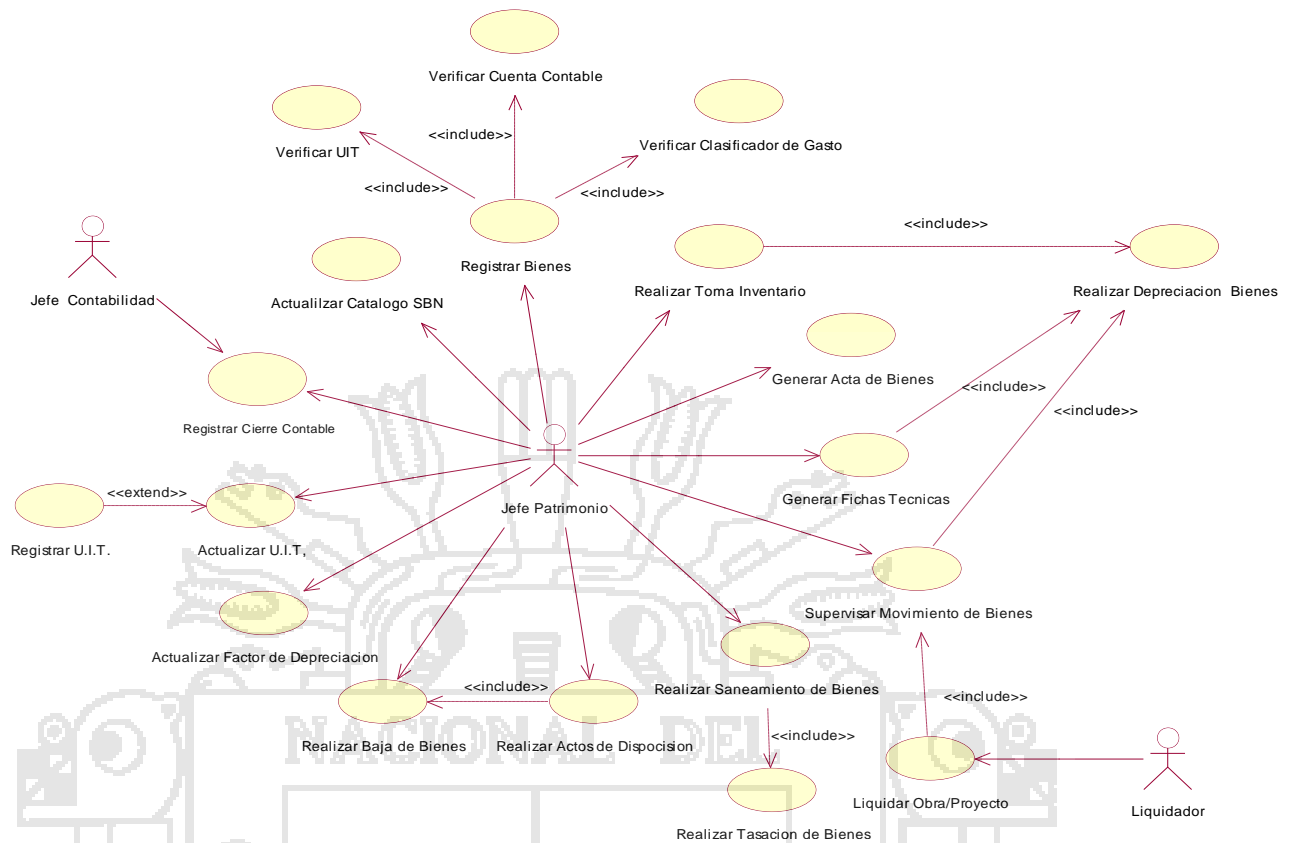 Verificar Cuenta Contable
Verificar UIT
<<include>>
Verificar Clasificador de Gasto
<<include>>
<<include>>
Registrar Bienes
<<include>>
Jefe Contabilidad
Actualilzar Catalogo SBN
Realizar Toma Inventario
Realizar Depreciacion Bienes
Generar Acta de Bienes
<<include>>
<<include>>
Registrar Cierre Contable
<<extend>>
Generar Fichas Tecnicas
Jefe Patrimonio
Registrar U.I.T.
Actualizar U.I.T,
Supervisar Movimiento de Bienes
Actualizar Factor de Depreciacion
<<include>>
Realizar Saneamiento de Bienes
<<include>>
NACIONAL DEL
Realizar Baja de Bienes
Realizar Actos de Dispocision
<<include>>
Liquidar Obra/Proyecto
Liquidador
Realizar Tasacion de Bienes